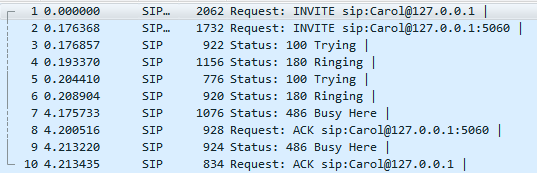 1 0.000000 SIP… 2062 Request: INVITE sip:Carol@127.0.0.1 |
2 0.176368 SIP… 1732 Request: INVITE sip:Carol@127.0.0.1:5060 |
3 0.176857 SIP 922 Status: 100 Trying |
4 0.193370 SIP 1156 Status: 180 Ringing |
5 0.204410 SIP 776 Status: 100 Trying |
6 0.208904 SIP 920 Status: 180 Ringing |
7 4.175733 SIP 1076 Status: 486 Busy Here |
8 4.200516 SIP 928 Request: ACK sip:Carol@127.0.0.1:5060 |
9 4.213220 SIP 924 Status: 486 Busy Here |
10 4.213435 SIP 834 Request: ACK sip:Carol@127.0.0.1 |